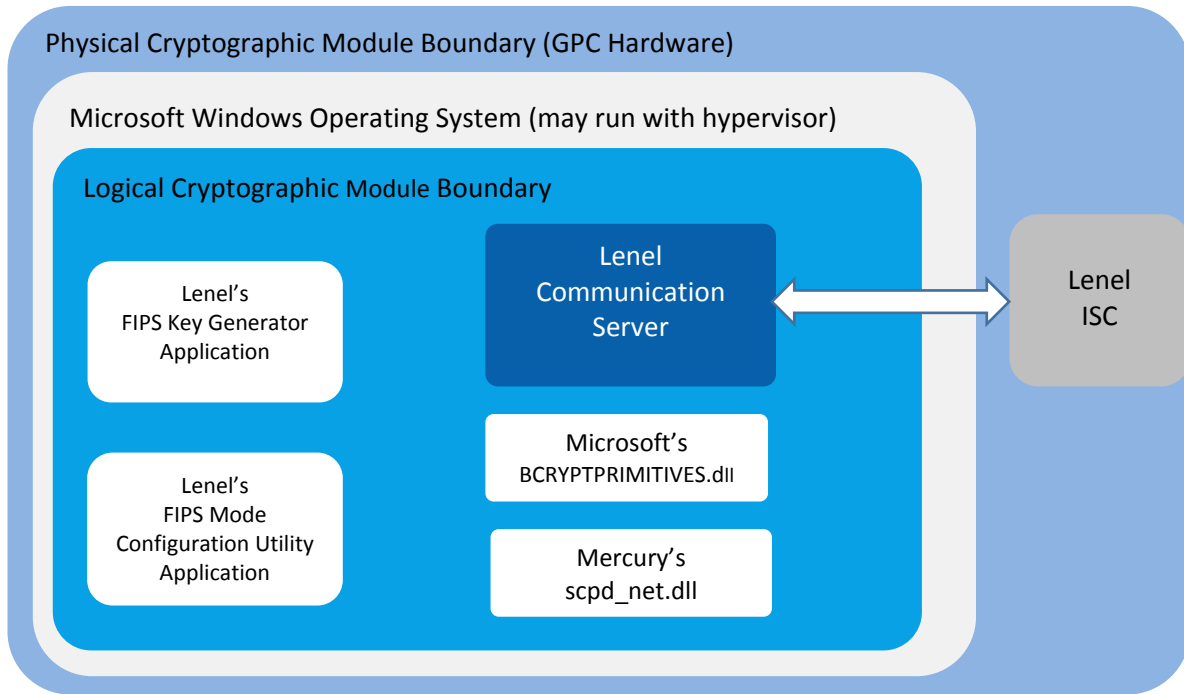 Physical Cryptographic Module Boundary (GPC Hardware)
Microsoft Windows Operating System (may run with hypervisor)
Logical Cryptographic Module Boundary
Lenel's
FIPS Key Generator
Application
Lenel
Communication
Server
Lenel
ISC
Microsoft's
BCRYPTPRIMITIVES.dll
Lenel's
FIPS Mode
Configuration Utility
Application
Mercury's
scpd_net.dll